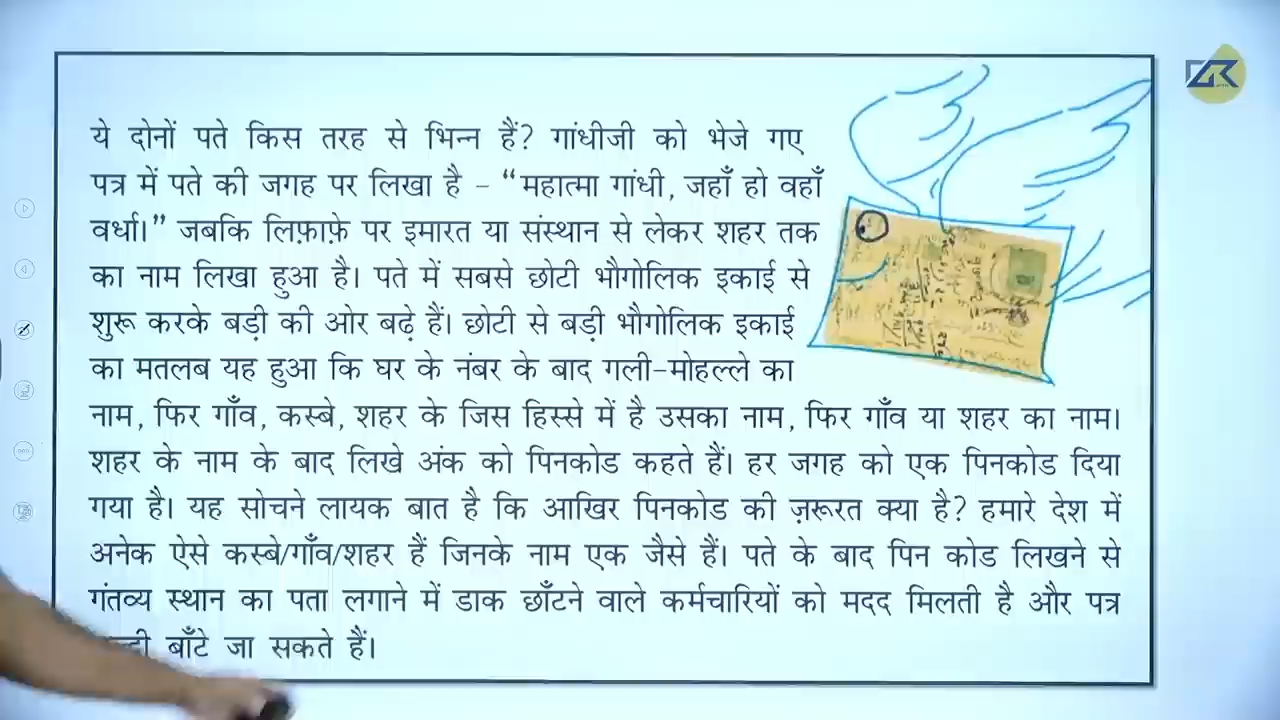 ये दोनों पते किस तरह से भिन्न हैं? गांधीजी को भेजे गए
पत्र में पते की जगह पर लिखा है – “महात्मा गांधी, जहाँ हो वहाँ
वर्धा।” जबकि लिफ़ाफ़े पर इमारत या संस्थान से लेकर शहर तक
का नाम लिखा हुआ है। पते में सबसे छोटी भौगोलिक इकाई से
शुरू करके बड़ी की ओर बढ़े हैं। छोटी से बड़ी भौगोलिक इकाई
का मतलब यह हुआ कि घर के नंबर के बाद गली-मोहल्ले का
नाम, फिर गाँव, कस्बे, शहर के जिस हिस्से में है उसका नाम, फिर गाँव या शहर का नाम।
शहर के नाम के बाद लिखे अंक को पिनकोड कहते हैं। हर जगह को एक पिनकोड दिया
गया है। यह सोचने लायक बात है कि आखिर पिनकोड की ज़रूरत क्या है? हमारे देश में
अनेक ऐसे कस्बे/गाँव/शहर हैं जिनके नाम एक जैसे हैं। पते के बाद पिन कोड लिखने से
गंतव्य स्थान का पता लगाने में डाक छाँटने वाले कर्मचारियों को मदद मिलती है और पत्र
बाँटे जा सकते हैं।